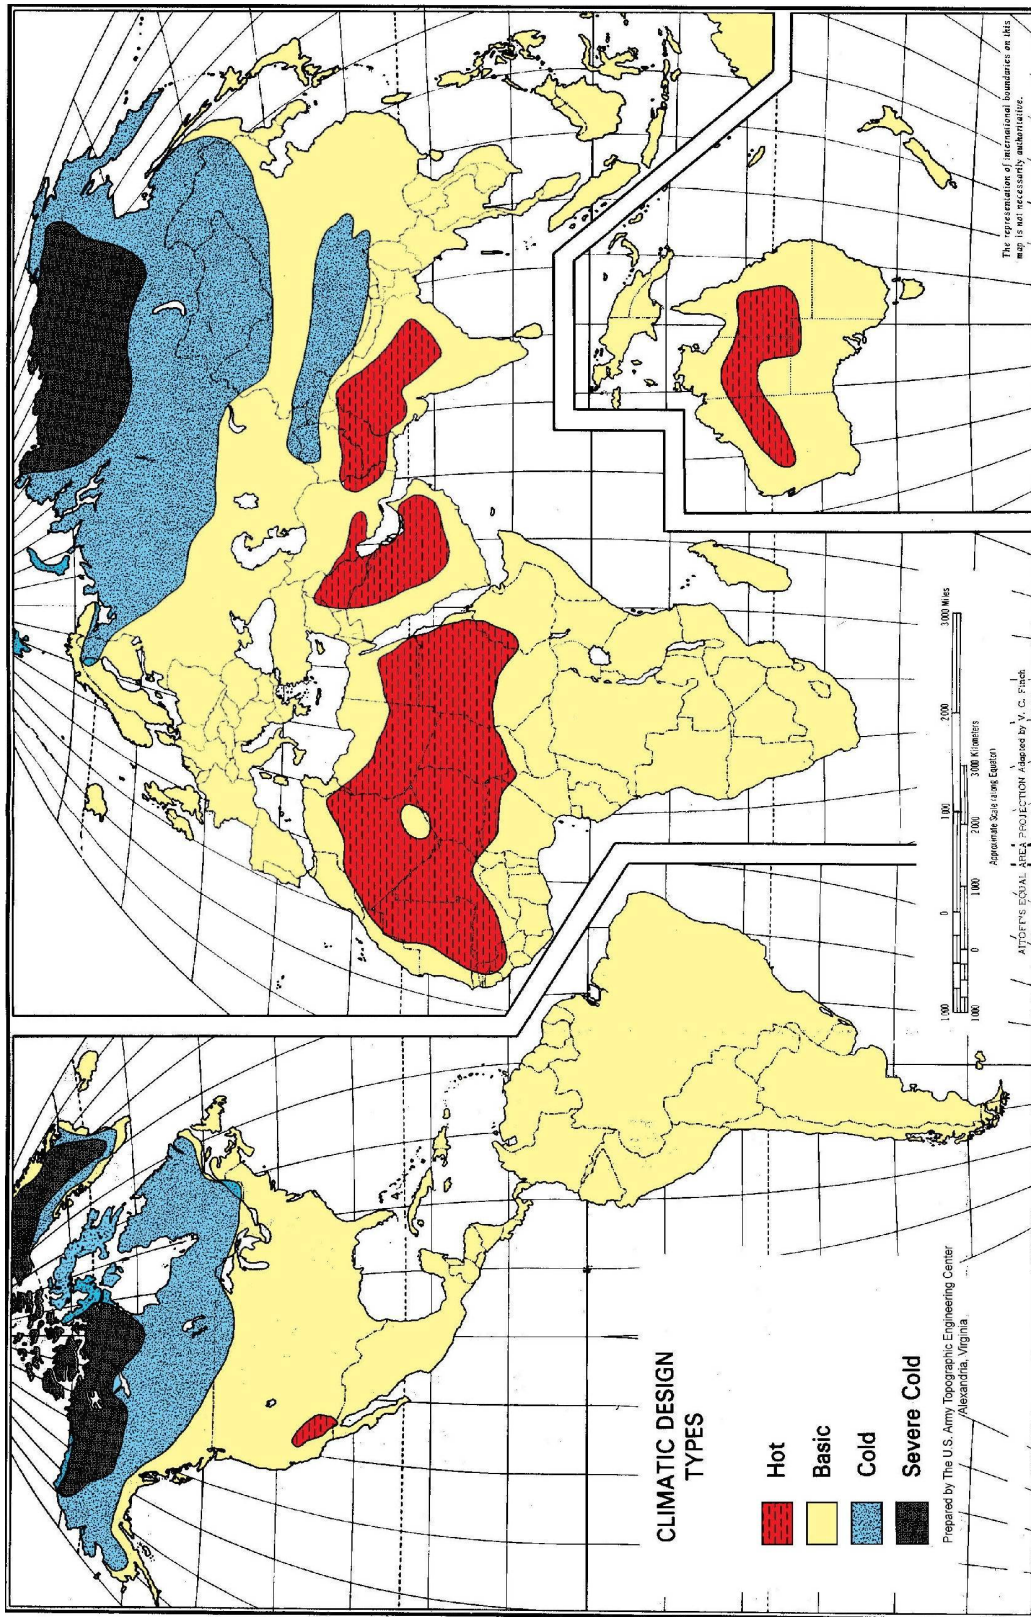 CLIMATIC DESIGN
TYPES
Hot
Basic
Cold
Severe Cold
Prepared by The U.S. Army Topographic Engineering Center
Alexandria, Virginia
1000 0 1000 2000 3000 Miles
1000 0 1000 2000 3000 Kilometers
Approximate Scale (along Equator)
AITOFF'S EQUAL AREA PROJECTION Adapted by V. C. Finch
The representation of international boundaries on this
map is not necessarily authoritative.